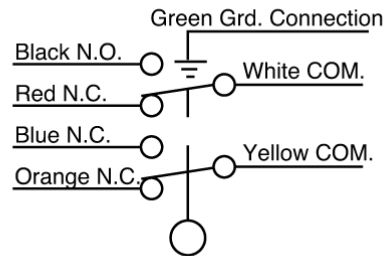 Green Grd. Connection
Black N.O.
White COM.
Red N.C.
Blue N.C.
Yellow COM.
Orange N.C.